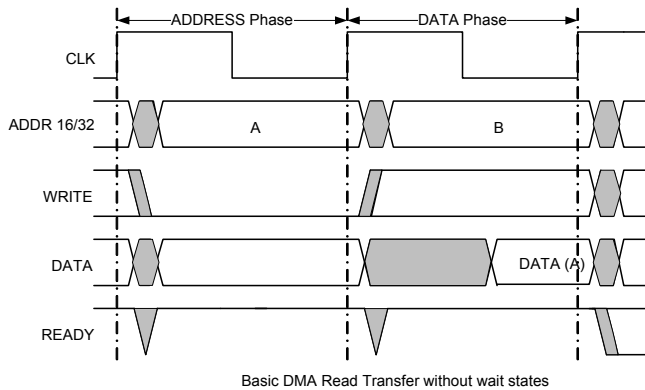 ADDRESS Phase DATA Phase
CLK
ADDR 16/32 A B
WRITE
DATA DATA (A)
READY
Basic DMA Read Transfer without wait states